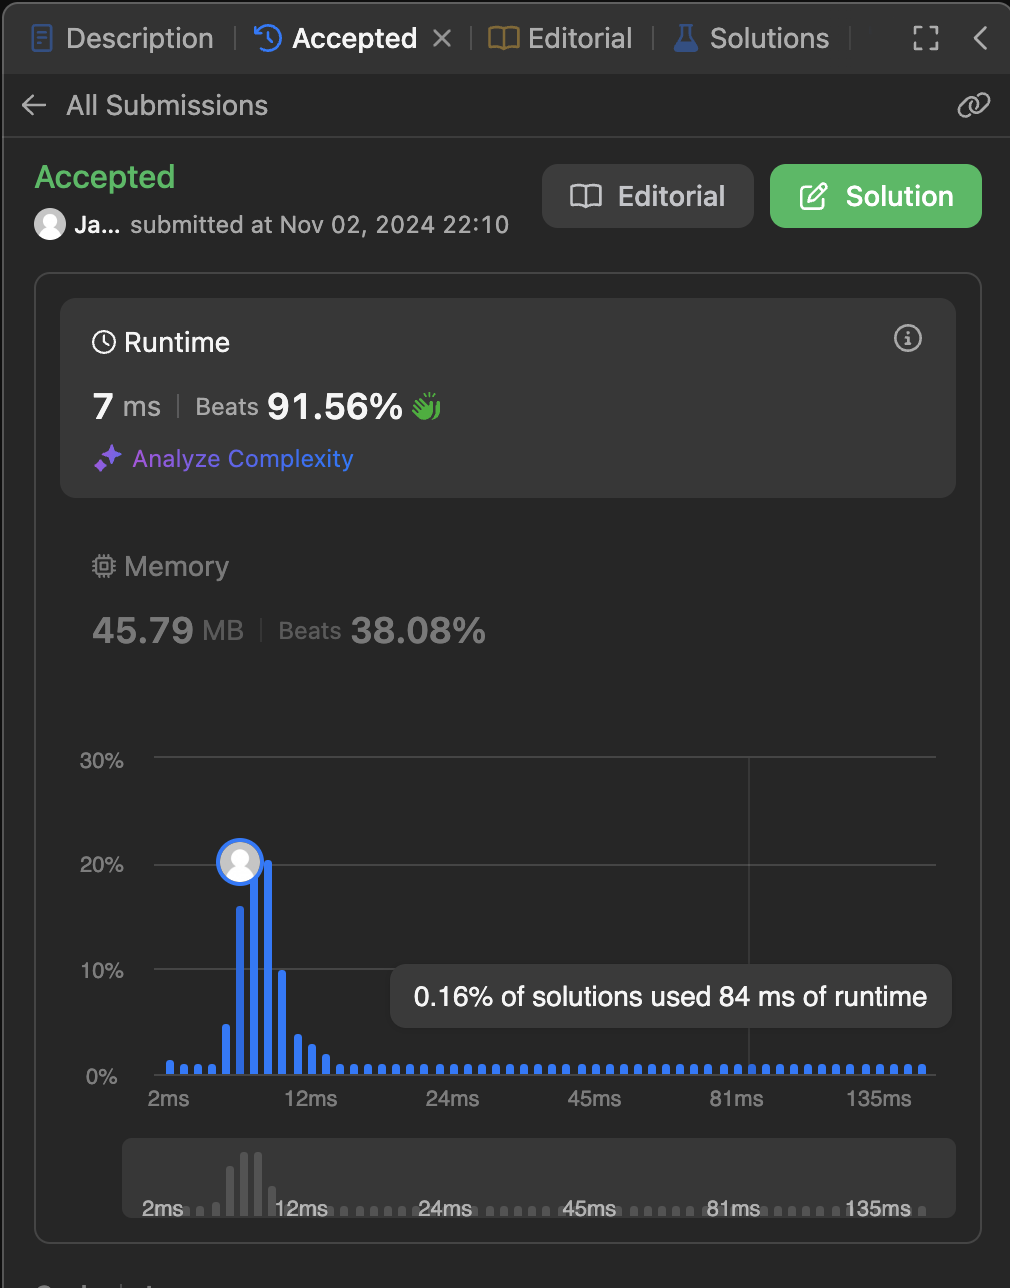 Description Accepted Editorial Solutions
All Submissions
Accepted
Ja... submitted at Nov 02, 2024 22:10
Editorial
Solution
Runtime
7 ms Beats 91.56%
Analyze Complexity
Memory
45.79 MB Beats 38.08%
30%
20%
10%
0%
0.16% of solutions used 84 ms of runtime
2ms 12ms 24ms 45ms 81ms 135ms
2ms 12ms 24ms 45ms 81ms 135ms